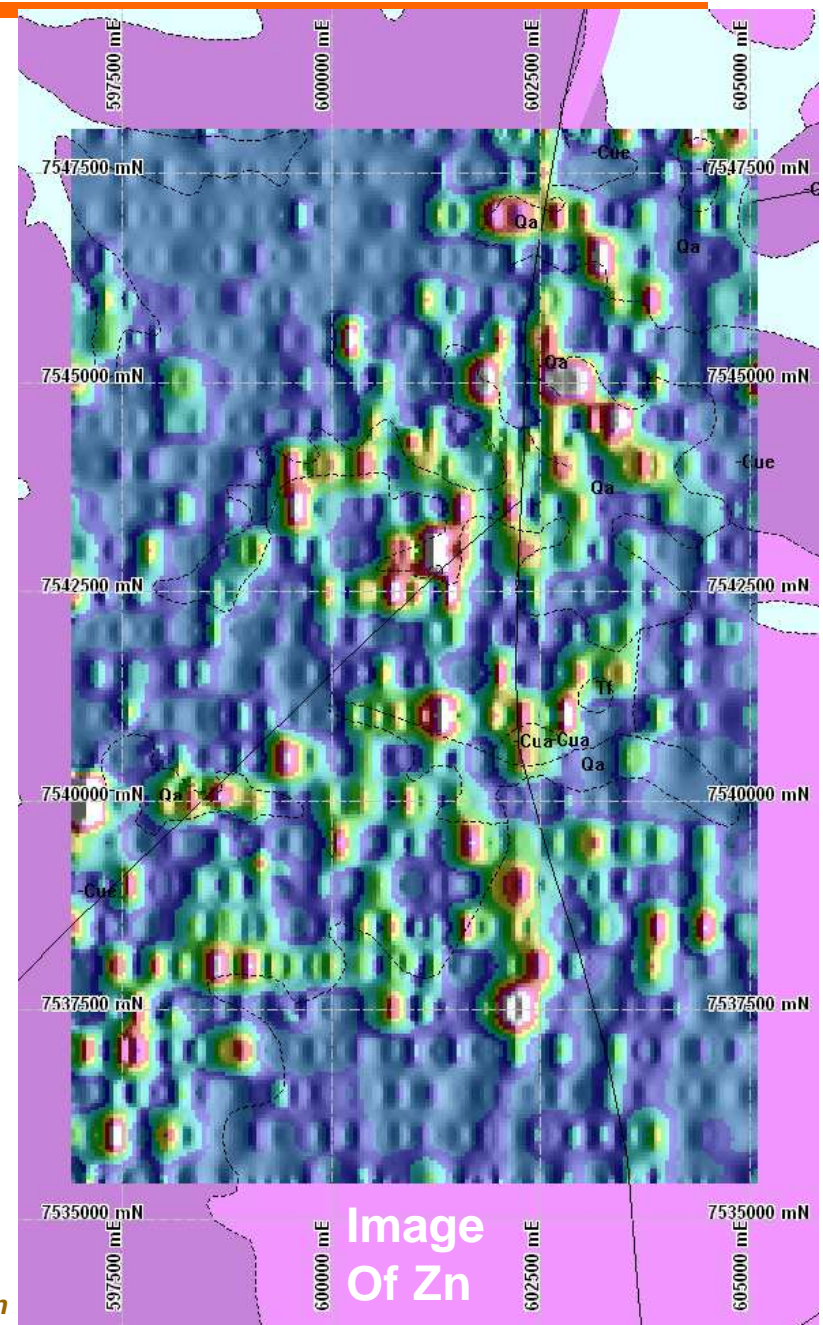 597500 mE
600000 mE
602500 mE
605000 mE
-Cue
7547500 mN
7547500 mN
Qa
Qa
Qa
7545000 mN
7545000 mN
-Cue
Qa
7542500 mN
7542500 mN
Tf
-Cua
-Cua
Qa
Qa
7540000 mN
7540000 mN
-Cue
7537500 mN
7537500 mN
7535000 mN
7535000 mN
Image
Of Zn
597500 mE
600000 mE
602500 mE
605000 mE